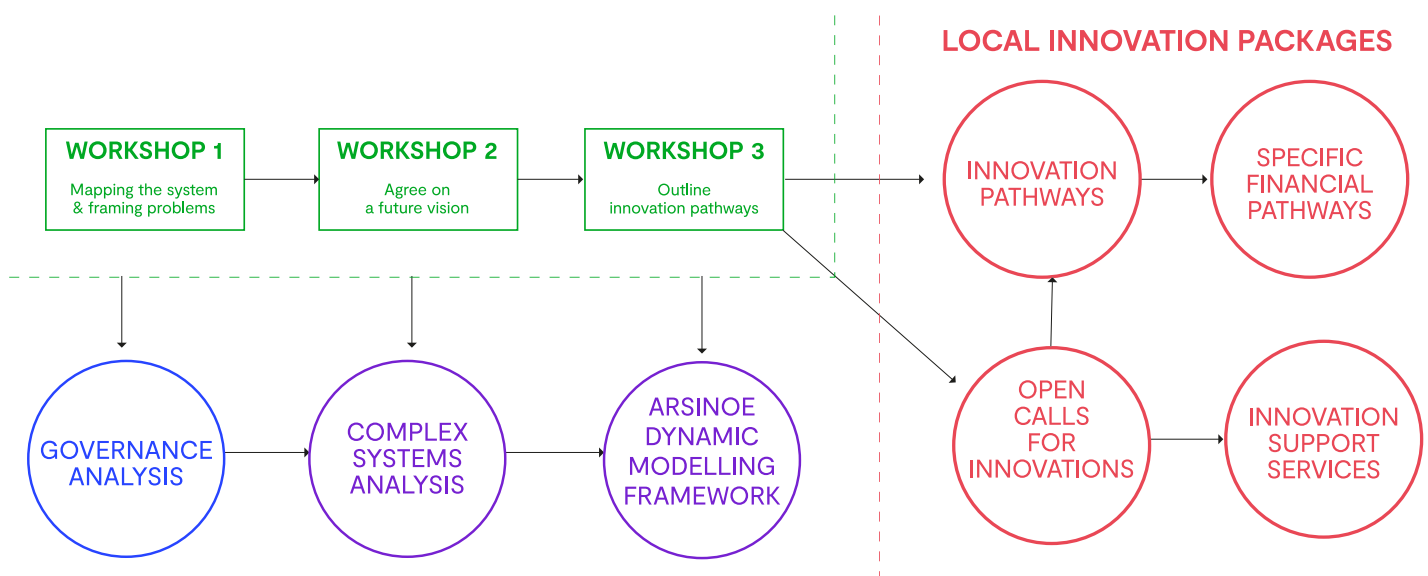 LOCAL INNOVATION PACKAGES
WORKSHOP 1
Mapping the system
& framing problems
WORKSHOP 2
Agree on
a future vision
WORKSHOP 3
Outline
innovation pathways
INNOVATION
PATHWAYS
SPECIFIC
FINANCIAL
PATHWAYS
GOVERNANCE
ANALYSIS
COMPLEX
SYSTEMS
ANALYSIS
ARSINOE
DYNAMIC
MODELLING
FRAMEWORK
OPEN
CALLS
FOR
INNOVATIONS
INNOVATION
SUPPORT
SERVICES